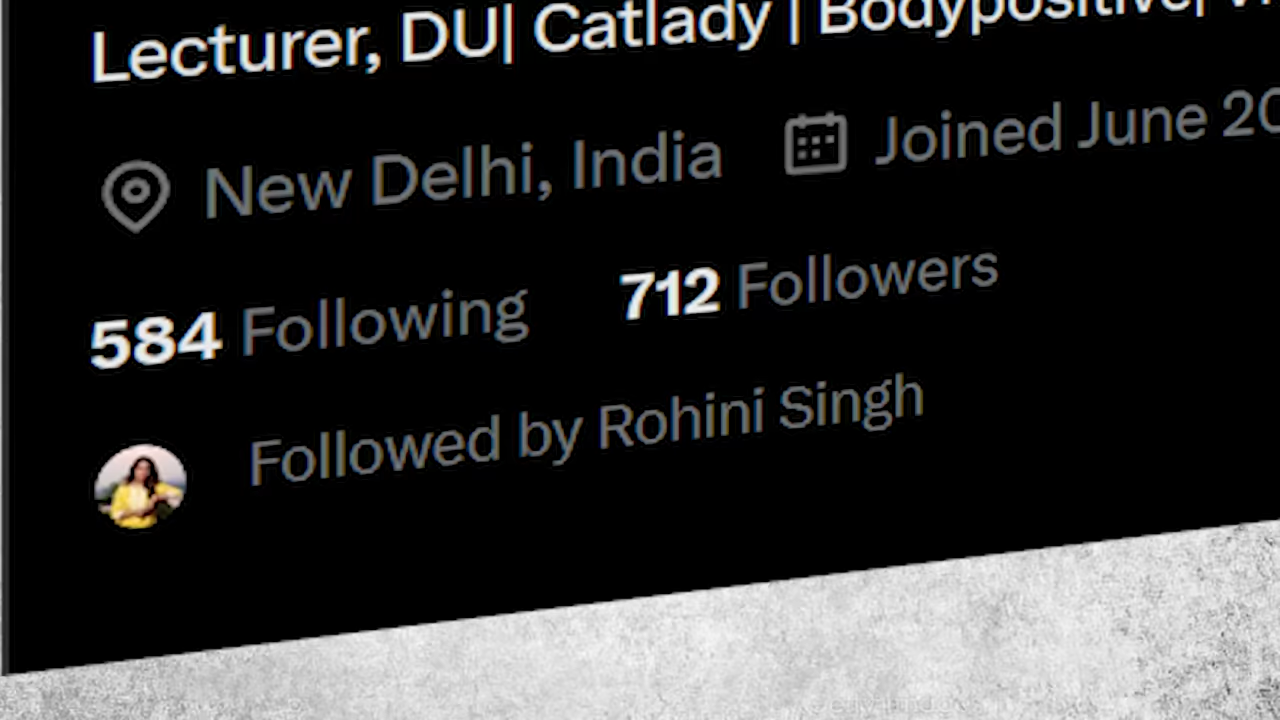 Lecturer, DU| Catlady | Bodypositive|
New Delhi, India Joined June
584 Following 712 Followers
Followed by Rohini Singh